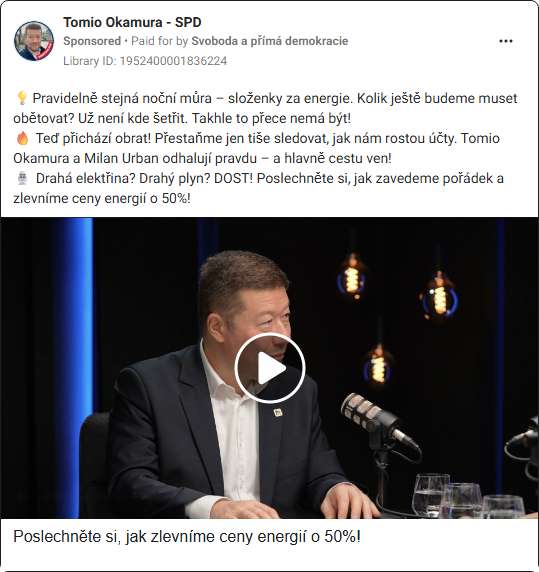 Tomio Okamura - SPD
Sponsored • Paid for by Svoboda a přímá demokracie
Library ID: 1952400001836224
💡 Pravidelně stejná noční můra – složenky za energie. Kolik ještě budeme muset
obětovat? Už není kde šetřit. Takhle to přece nemá být!
🔥 Teď přichází obrat! Přestaňme jen tiše sledovat, jak nám rostou účty. Tomio
Okamura a Milan Urban odhalují pravdu – a hlavně cestu ven!
Drahá elektřina? Drahý plyn? DOST! Poslechněte si, jak zavedeme pořádek a
zlevníme ceny energií o 50%!
Poslechněte si, jak zlevníme ceny energií o 50%!